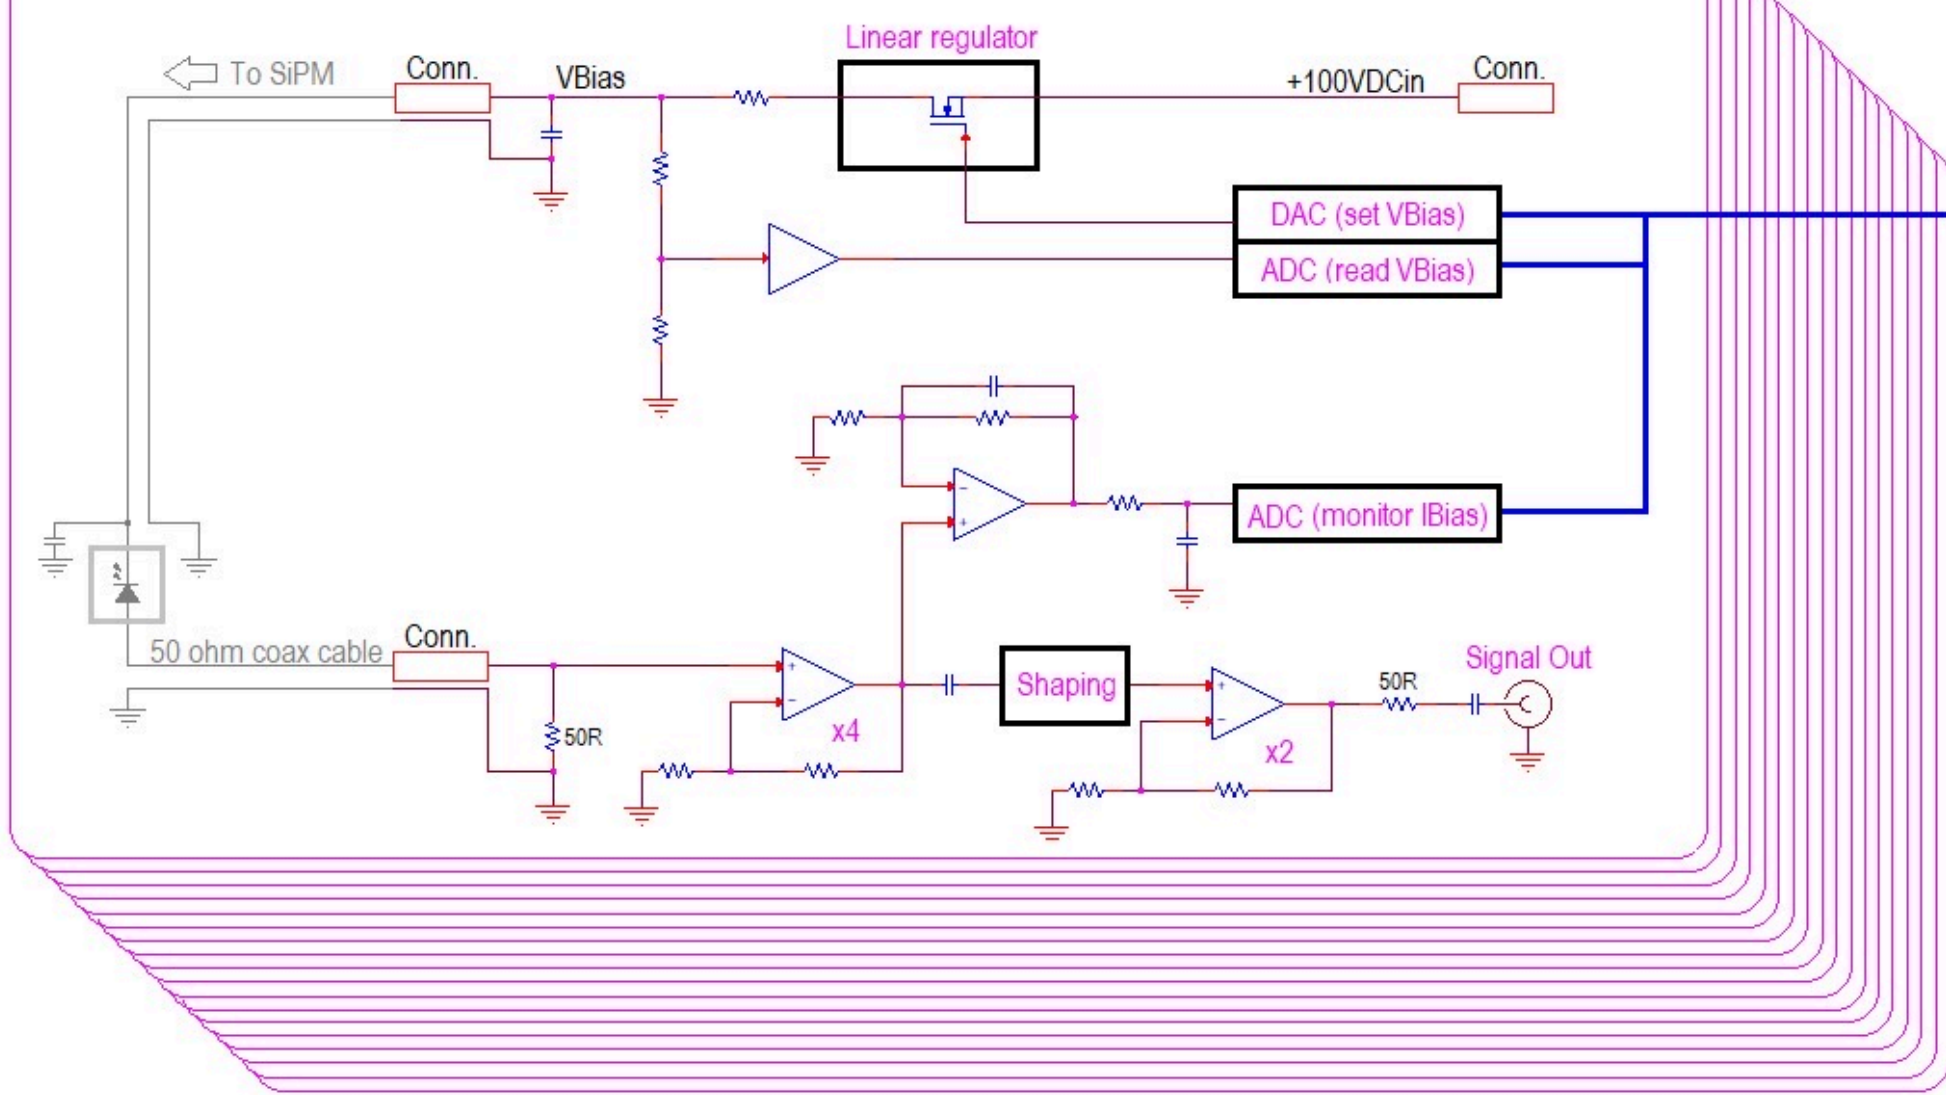 Linear regulator
To SiPM
Conn.
VBias
+100VDCin
Conn.
DAC (set VBias)
ADC (read VBias)
ADC (monitor IBias)
50 ohm coax cable
Conn.
50R
x4
Shaping
x2
50R
Signal Out